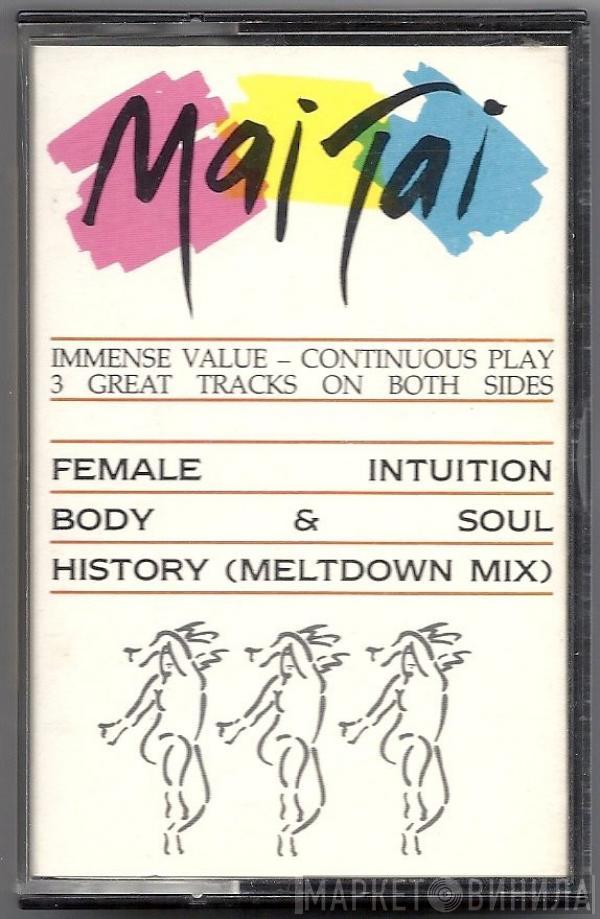 Mai Tai
IMMENSE VALUE – CONTINUOUS PLAY
3 GREAT TRACKS ON BOTH SIDES
FEMALE INTUITION
BODY & SOUL
HISTORY (MELTDOWN MIX)
МАРКЕТ ВИНИЛА